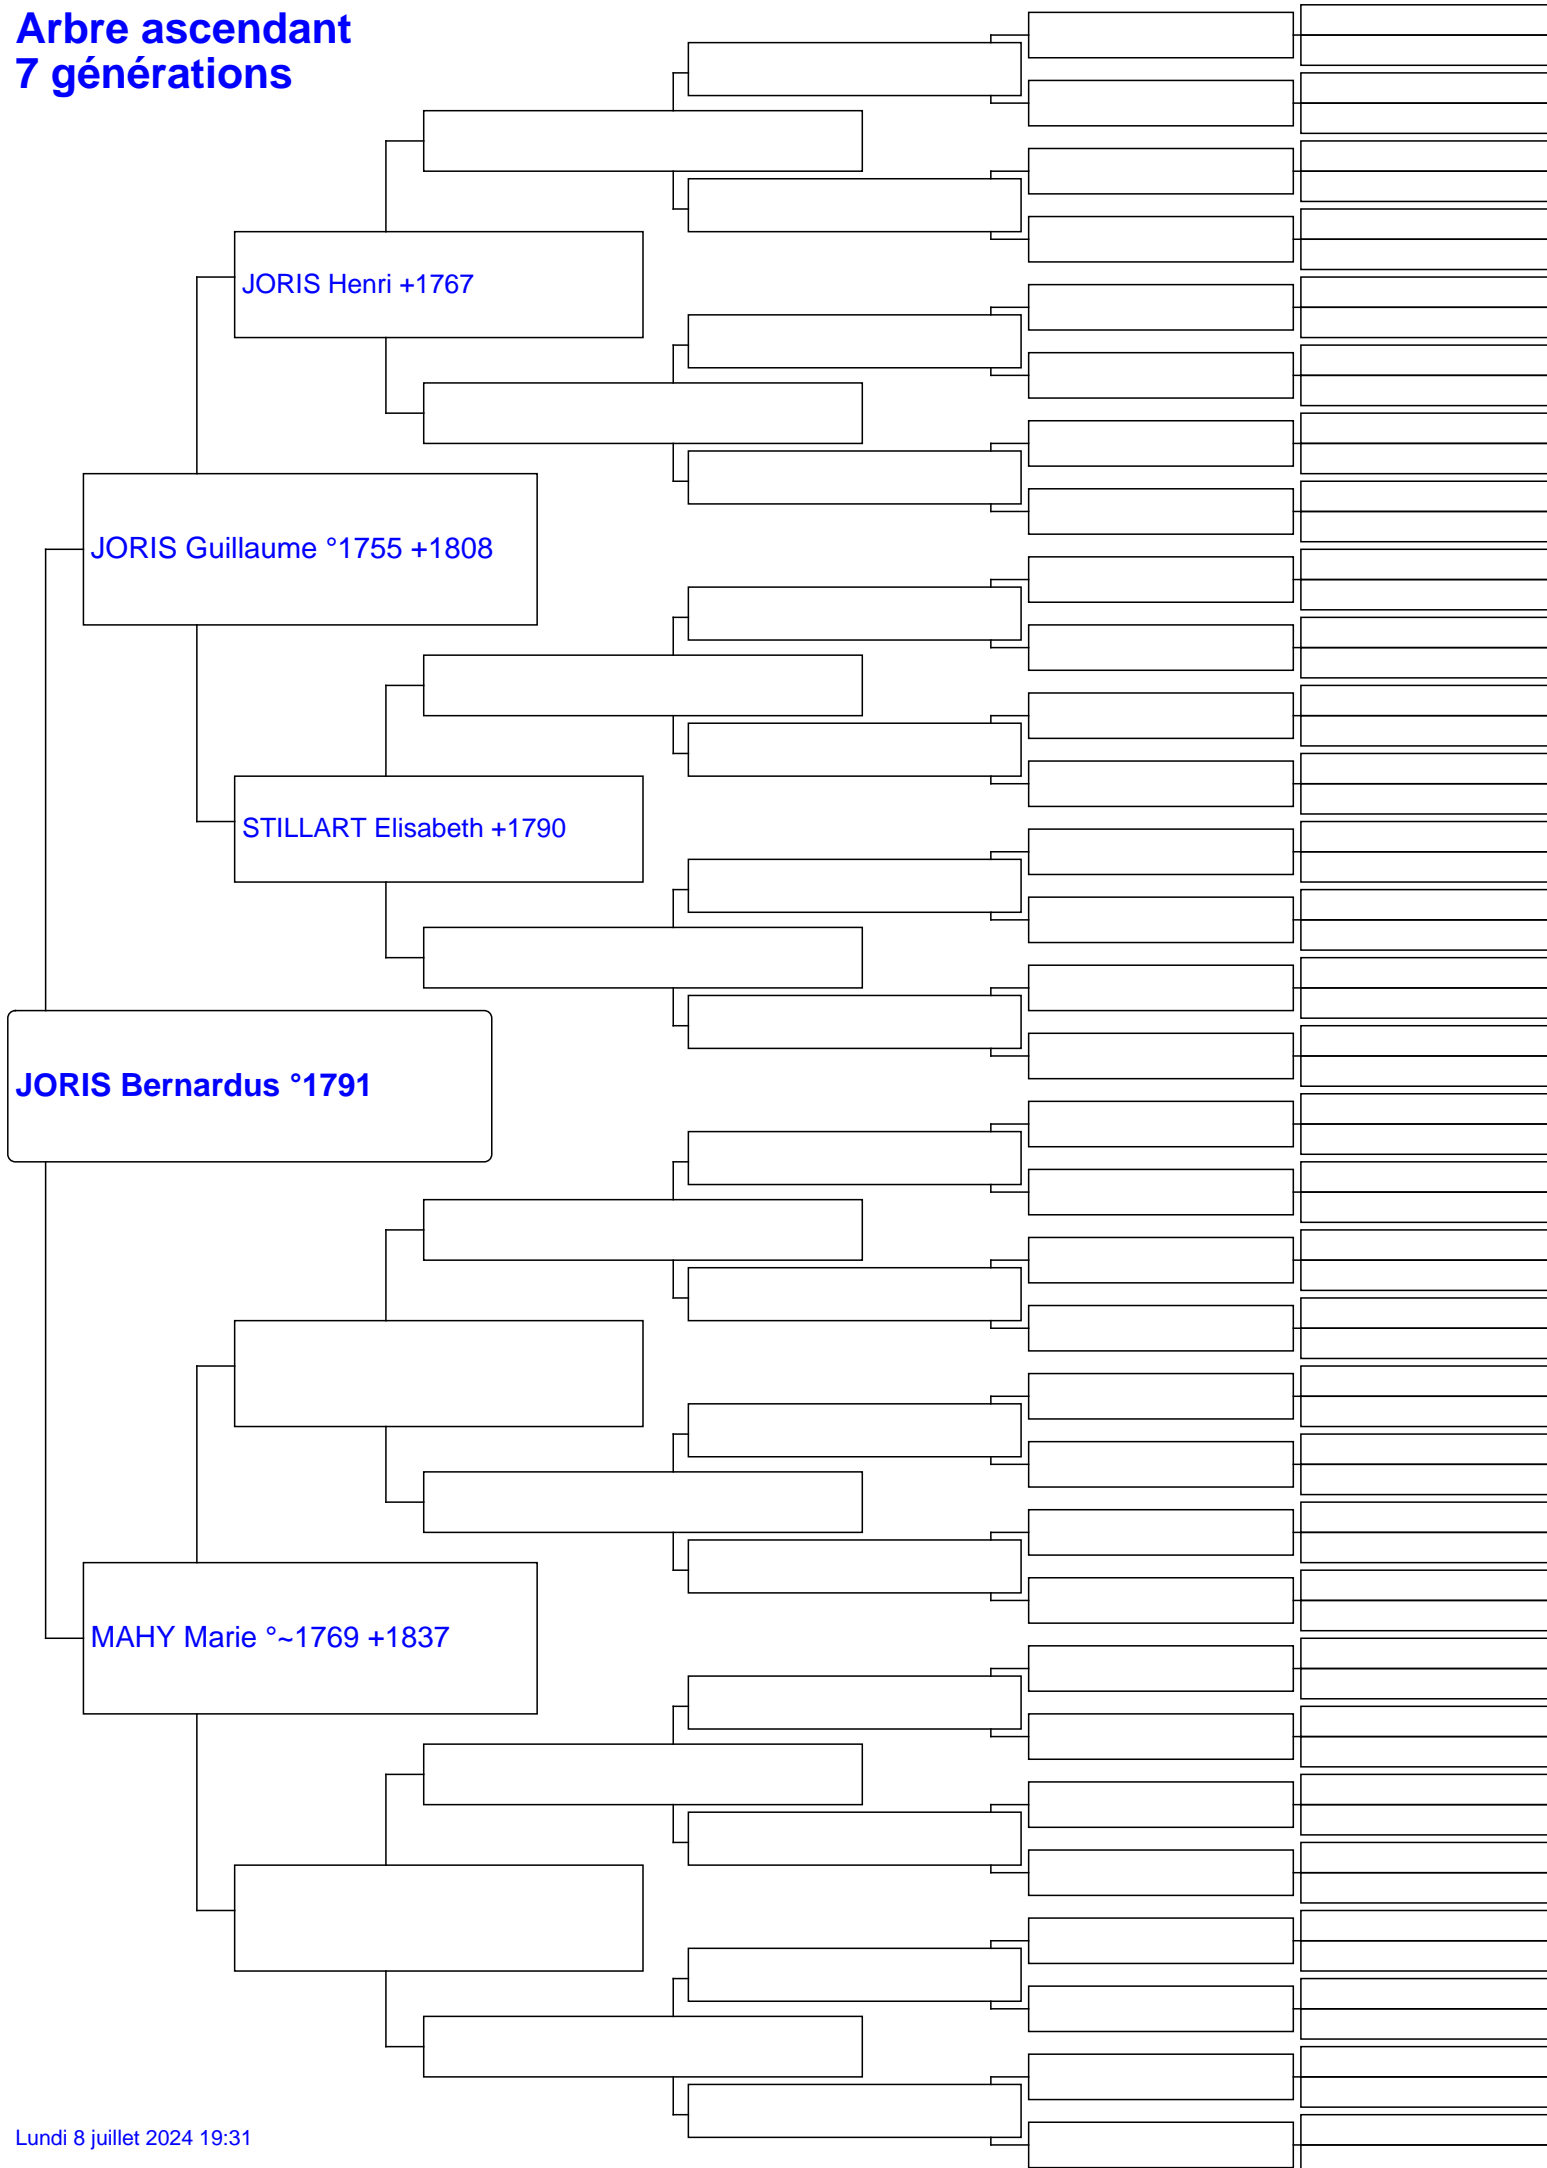 Arbre ascendant
7 générations
JORIS Henri +1767
JORIS Guillaume °1755 +1808
STILLART Elisabeth +1790
JORIS Bernardus °1791
MAHY Marie °~1769 +1837
Lundi 8 juillet 2024 19:31